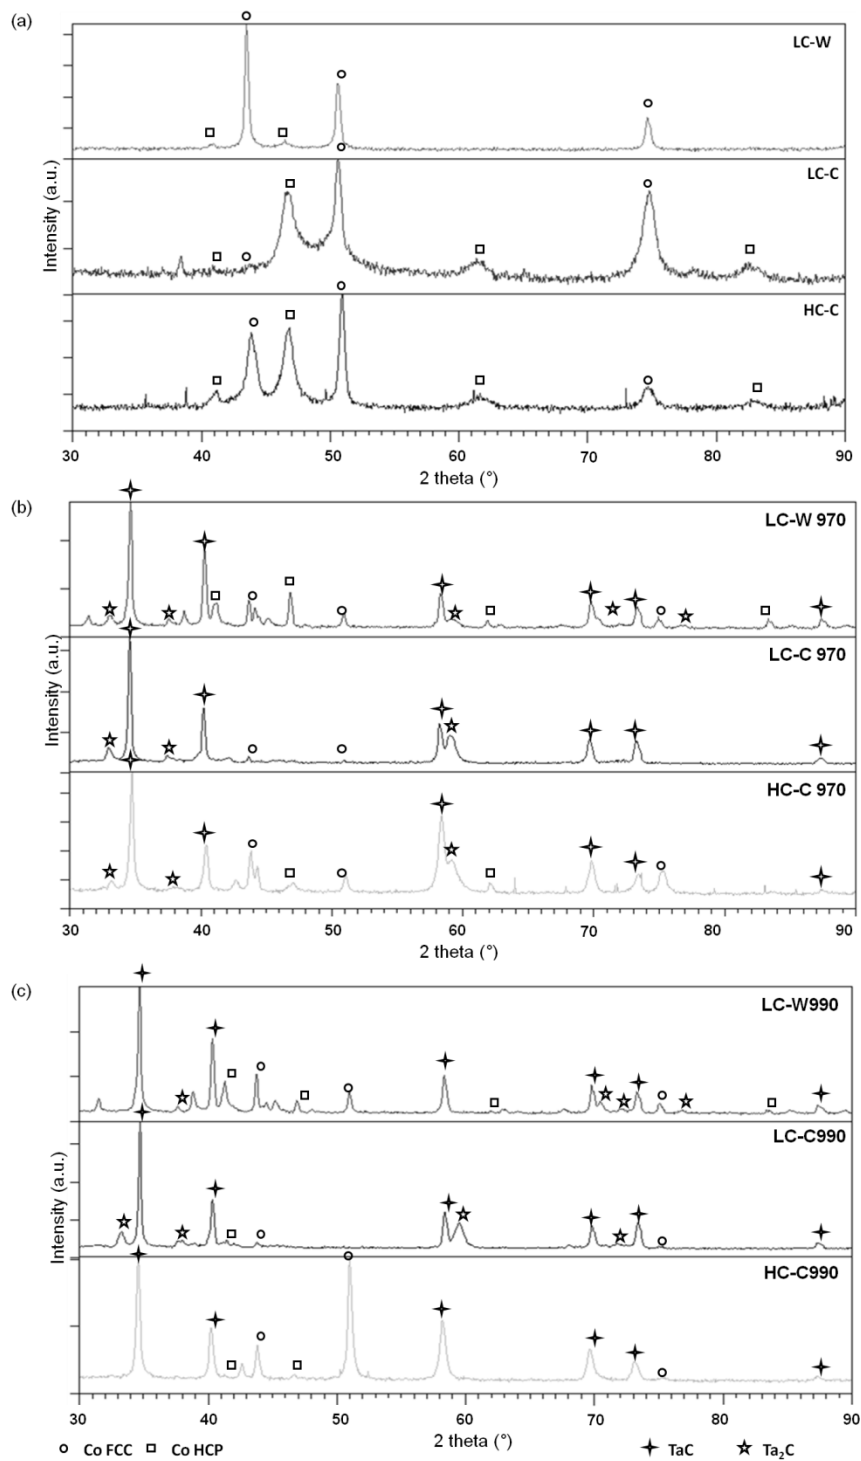 (a)
LC-W
LC-C
HC-C
Intensity (a.u.)
30 40 50 60 70 80 90
2 theta (°)
(b)
LC-W 970
LC-C 970
HC-C 970
Intensity (a.u.)
30 40 50 60 70 80 90
2 theta (°)
(c)
LC-W990
LC-C990
HC-C990
Intensity (a.u.)
30 40 50 60 70 80 90
2 theta (°)
Co FCC Co HCP TaC Ta₂C